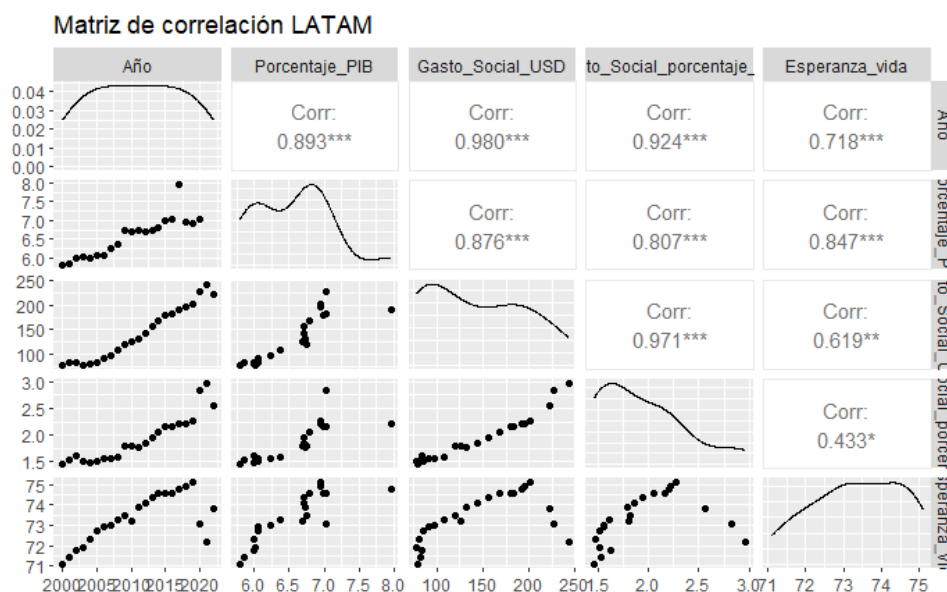 Matriz de correlación LATAM
Año Porcentaje_PIB Gasto_Social_USD to_Social_porcentaje_ Esperanza_vida
0.04
0.03
0.02
0.01
0.00
Corr:
0.893***
Corr:
0.980***
Corr:
0.924***
Corr:
0.718***
Año
8.0
7.5
7.0
6.5
6.0
Corr:
0.876***
Corr:
0.807***
Corr:
0.847***
orcentaje_P
250
200
150
100
Corr:
0.971***
Corr:
0.619**
to_Social_U
3.0
2.5
2.0
1.5
Corr:
0.433*
ocial_porcer
75
74
73
72
71
speranza_vi
2000 2005 2010 2015 2020
6.0 6.5 7.0 7.5 8.0
100 150 200 250
1.5 2.0 2.5 3.0
71 72 73 74 75